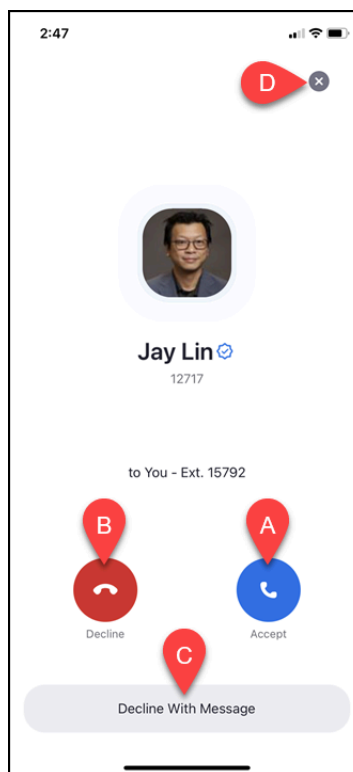 2:47
D
Jay Lin
12717
to You - Ext. 15792
B
A
Decline
Accept
C
Decline With Message